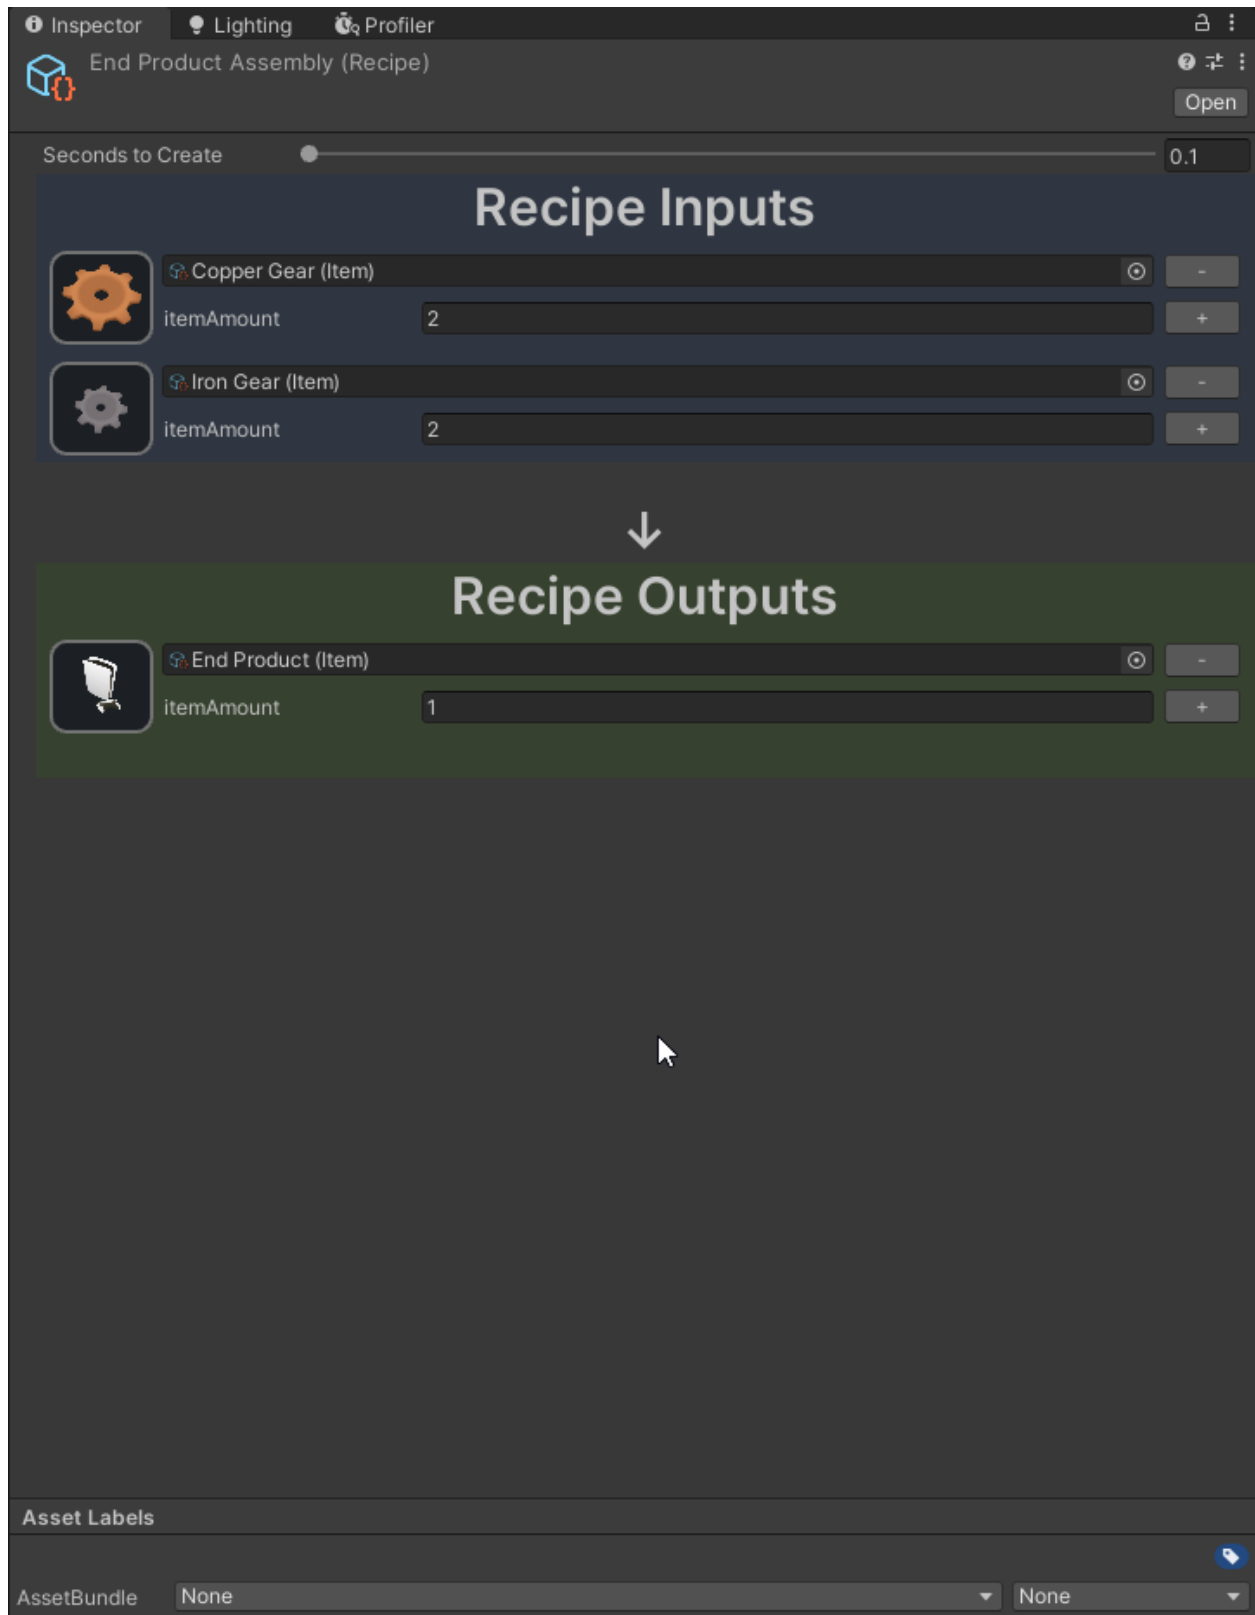 Inspector Lighting Profiler
End Product Assembly (Recipe)
Open
Seconds to Create 0.1
Recipe Inputs
Copper Gear (Item) -
itemAmount 2 +
Iron Gear (Item) -
itemAmount 2 +
Recipe Outputs
End Product (Item) -
itemAmount 1 +
Asset Labels
AssetBundle None None